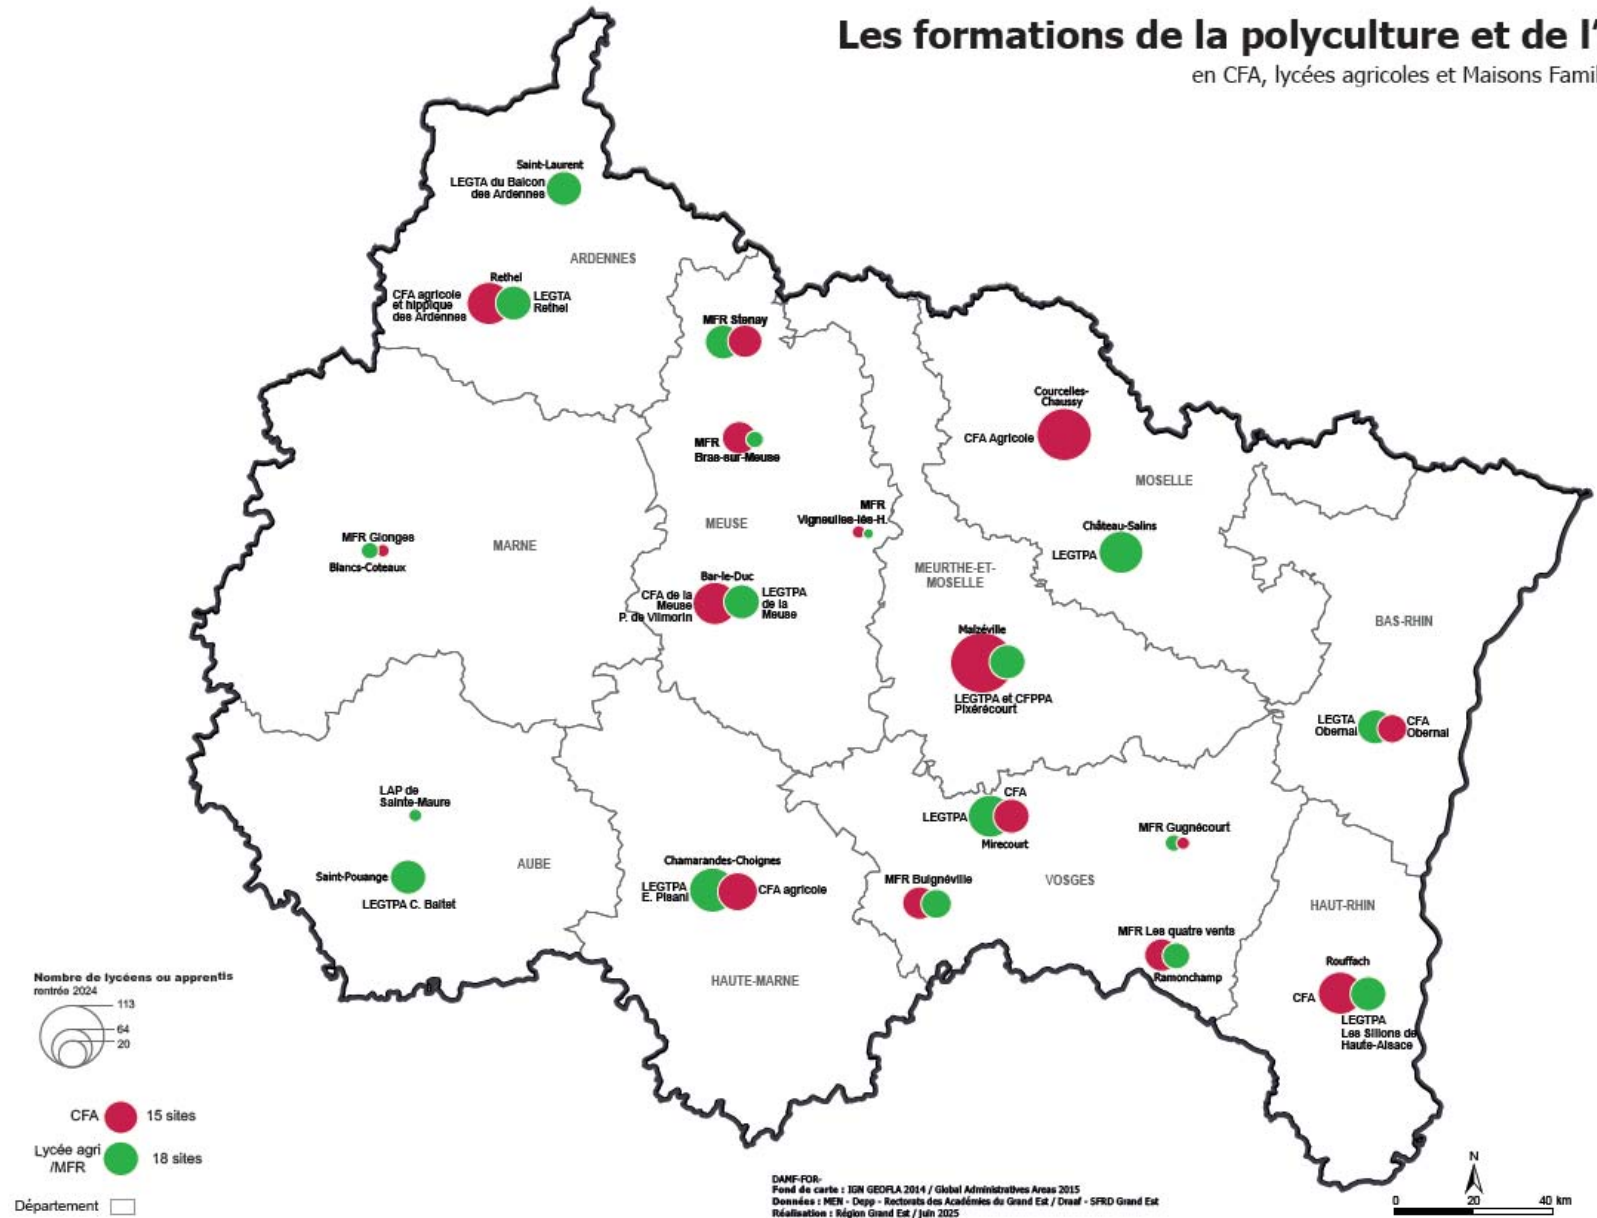 Les formations de la polyculture et de l'
en CFA, lycées agricoles et Maisons Famil
Saint-Laurent
LEGTA du Balcon
des Ardennes
ARDENNES
Rethel
CFA agricole
et hippique
des Ardennes
LEGTA
Rethel
MFR Stenay
Courcelles-
Chaussy
CFA Agricole
MFR
Bras-sur-Meuse
MOSELLE
MFR
Vigneulles-lès-H.
MEUSE
Château-Salins
LEGTPA
MFR Gionges
Blancs-Coteaux
MARNE
MEURTHE-ET-
MOSELLE
Bar-le-Duc
CFA de la
Meuse
P. de Vilmorin
LEGTPA
de la
Meuse
BAS-RHIN
Malzéville
LEGTPA et CFPPA
Pixérécourt
LEGTA
Obernai
CFA
Obernai
LAP de
Sainte-Maure
CFA
LEGTPA
Mirecourt
MFR Gugnécourt
AUBE
Saint-Pouange
LEGTPA C. Baltet
Chamarandes-Choignes
LEGTPA
E. Pisani
CFA agricole
MFR Bulgnéville
VOSGES
HAUT-RHIN
MFR Les quatre vents
Ramonchamp
Rouffach
CFA
LEGTPA
Les Sillons de
Haute-Alsace
HAUTE-MARNE
Nombre de lycéens ou apprentis
rentrée 2024
113
64
20
CFA 15 sites
Lycée agri
/MFR
18 sites
Département
DAMF-FOR-
Fond de carte : IGN GEOFLA 2014 / Global Administratives Areas 2015
Données : MEN - Depp - Rectorats des Académies du Grand Est / Draaf - SFRD Grand Est
Réalisation : Région Grand Est / Juin 2025
N
0 20 40 km